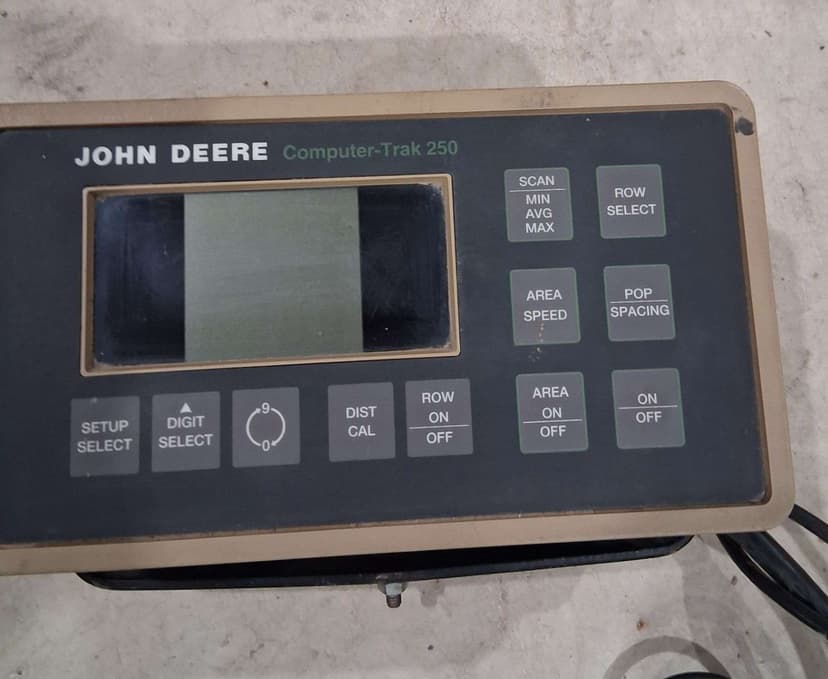 JOHN DEERE Computer-Trak 250
SCAN
MIN
AVG
MAX
ROW
SELECT
AREA
SPEED
POP
SPACING
SETUP
SELECT
▲
DIGIT
SELECT
9
0
DIST
CAL
ROW
ON
OFF
AREA
ON
OFF
ON
OFF